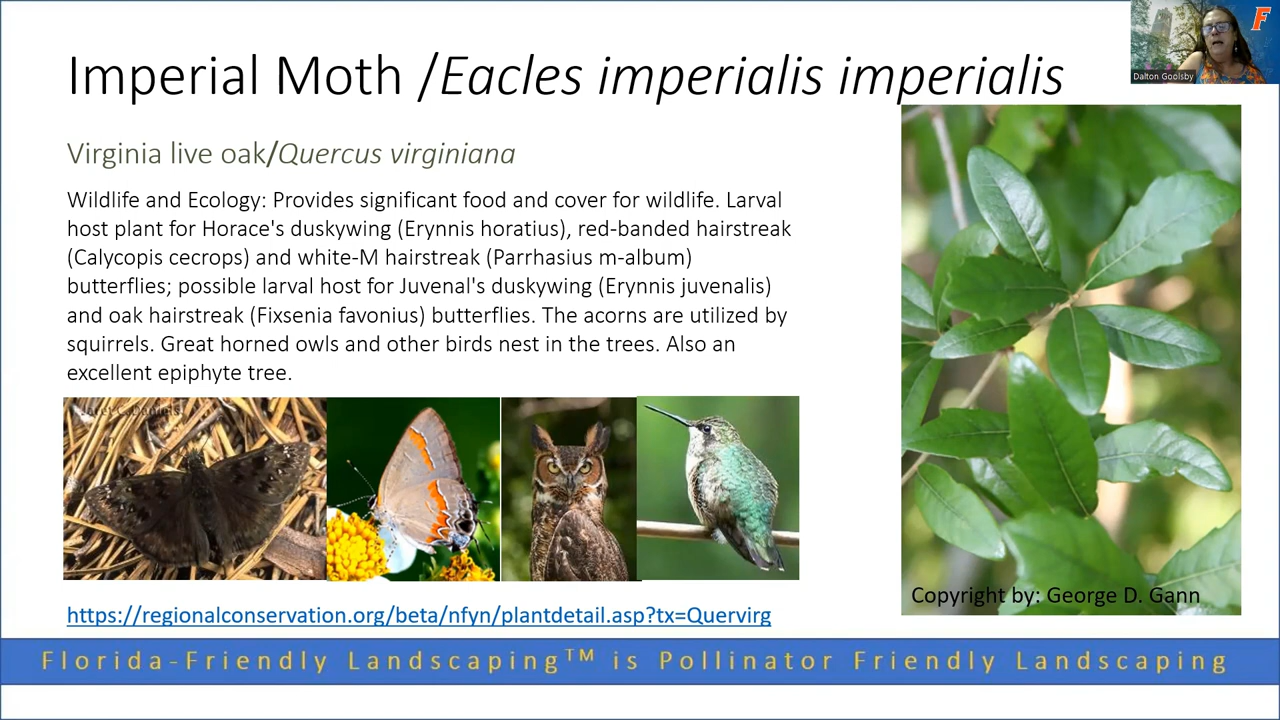 Imperial Moth /Eacles imperialis imperialis
F
Dalton Goolsby
Virginia live oak/Quercus virginiana
Wildlife and Ecology: Provides significant food and cover for wildlife. Larval
host plant for Horace's duskywing (Erynnis horatius), red-banded hairstreak
(Calycopis cecrops) and white-M hairstreak (Parrhasius m-album)
butterflies; possible larval host for Juvenal's duskywing (Erynnis juvenalis)
and oak hairstreak (Fixsenia favonius) butterflies. The acorns are utilized by
squirrels. Great horned owls and other birds nest in the trees. Also an
excellent epiphyte tree.
Jaret C. Daniels
Copyright by: George D. Gann
https://regionalconservation.org/beta/nfyn/plantdetail.asp?tx=Quervirg
Florida-Friendly Landscaping™ is Pollinator Friendly Landscaping